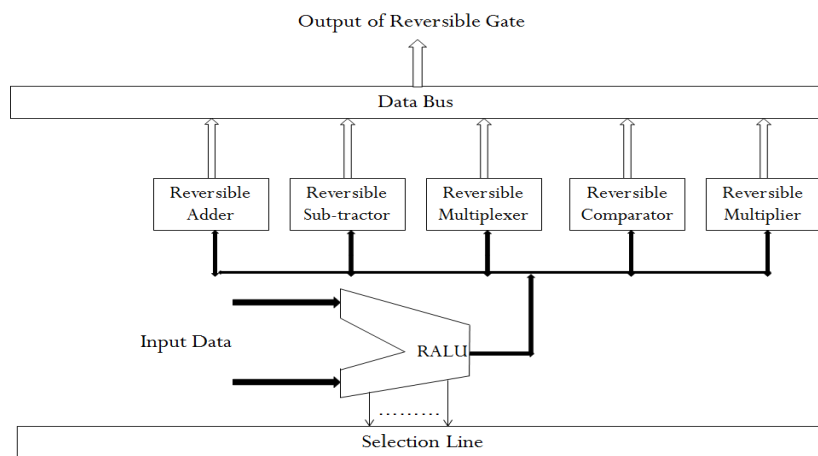 Output of Reversible Gate
Data Bus
Reversible
Adder
Reversible
Sub-tractor
Reversible
Multiplexer
Reversible
Comparator
Reversible
Multiplier
Input Data
RALU
Selection Line